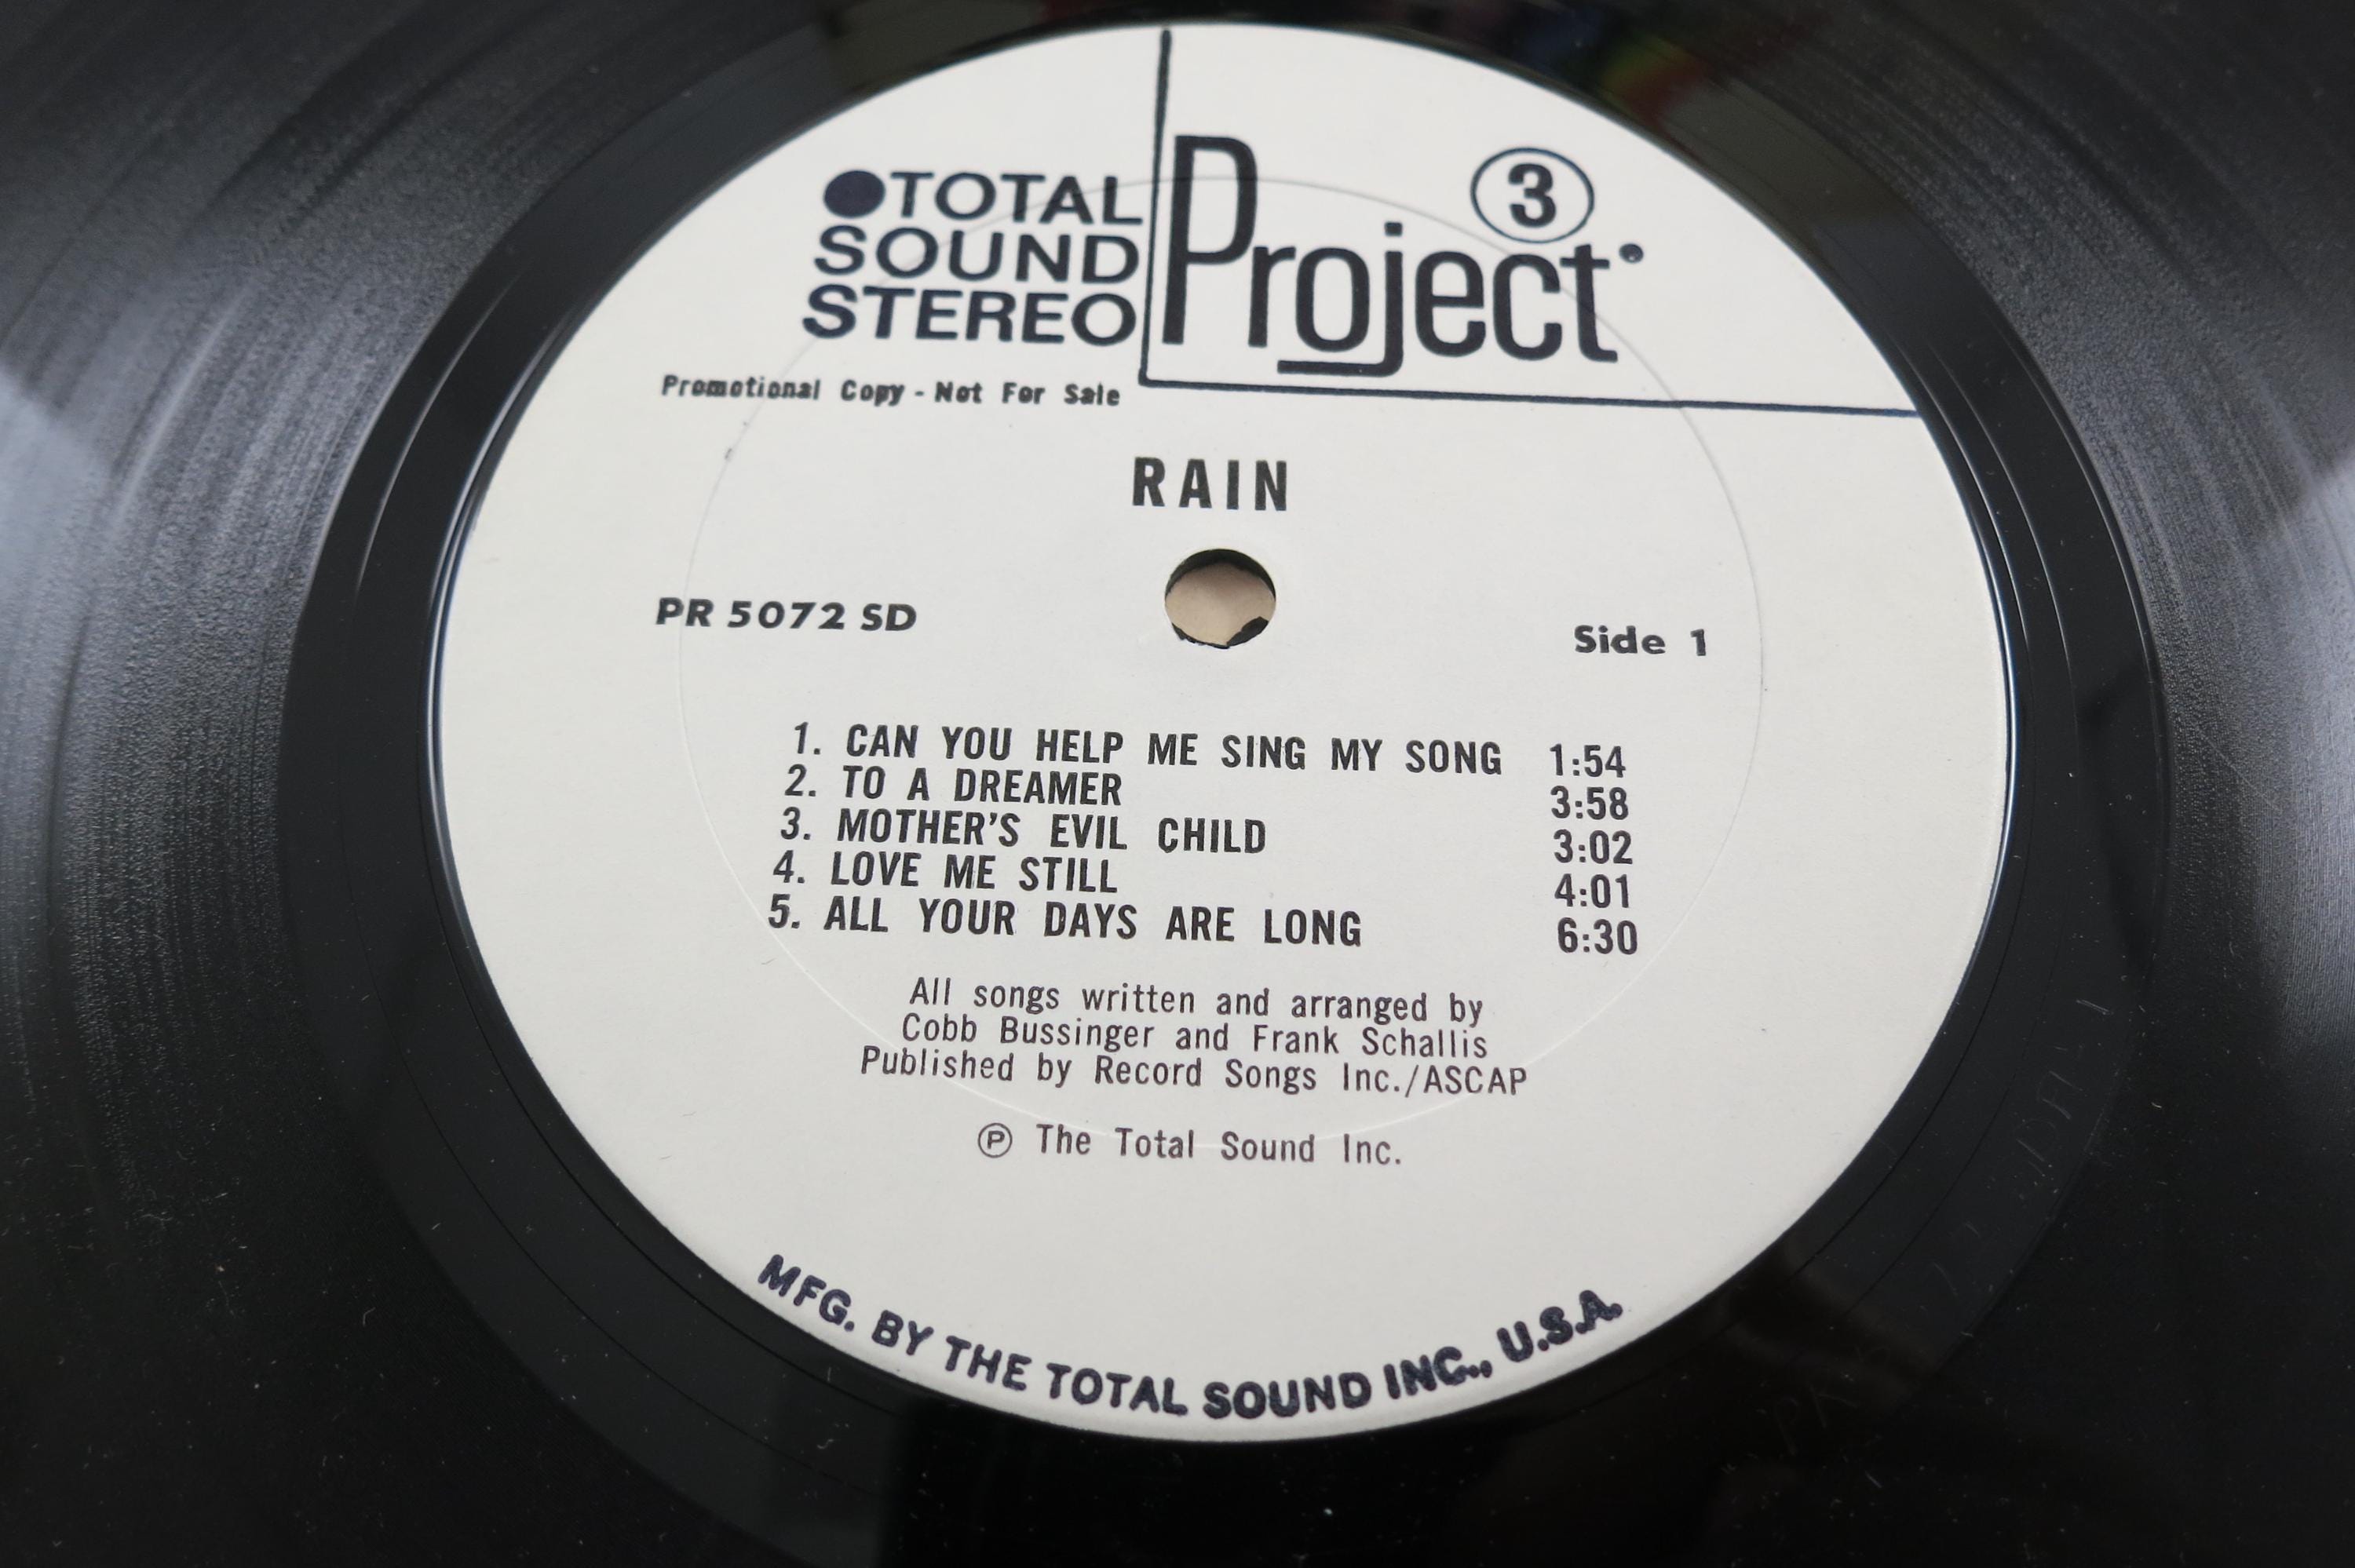 ●TOTAL
SOUND
STEREO
Project 3
Promotional Copy - Not For Sale
RAIN
PR 5072 SD
Side 1
1. CAN YOU HELP ME SING MY SONG 1:54
2. TO A DREAMER 3:58
3. MOTHER'S EVIL CHILD 3:02
4. LOVE ME STILL 4:01
5. ALL YOUR DAYS ARE LONG 6:30
All songs written and arranged by
Cobb Bussinger and Frank Schallis
Published by Record Songs Inc./ASCAP
℗ The Total Sound Inc.
MFG. BY THE TOTAL SOUND INC., U.S.A.